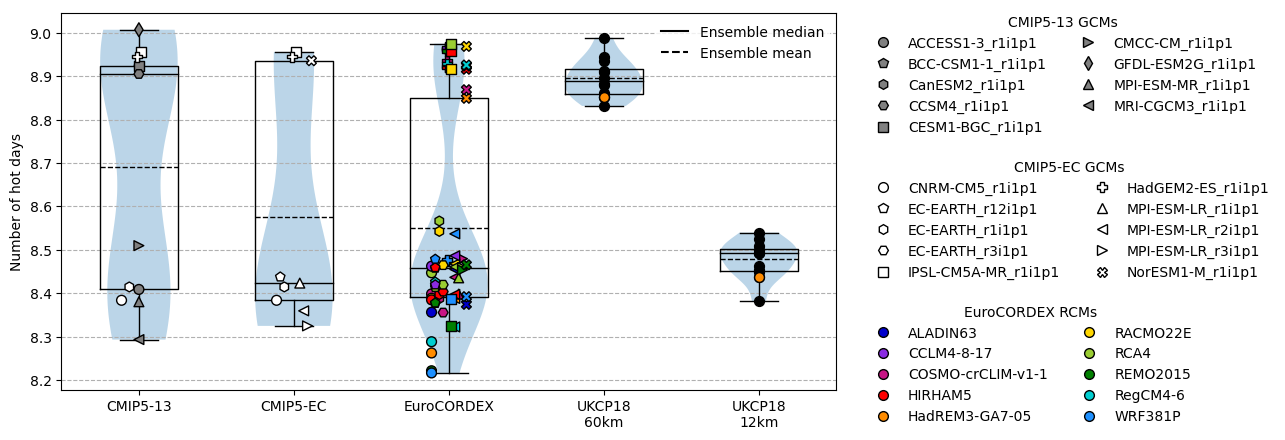 Number of hot days
9.0
8.9
8.8
8.7
8.6
8.5
8.4
8.3
8.2
Ensemble median
Ensemble mean
CMIP5-13
CMIP5-EC
EuroCORDEX
UKCP18
60km
UKCP18
12km
CMIP5-13 GCMs
ACCESS1-3_r1i1p1
BCC-CSM1-1_r1i1p1
CanESM2_r1i1p1
CCSM4_r1i1p1
CESM1-BGC_r1i1p1
CMCC-CM_r1i1p1
GFDL-ESM2G_r1i1p1
MPI-ESM-MR_r1i1p1
MRI-CGCM3_r1i1p1
CMIP5-EC GCMs
CNRM-CM5_r1i1p1
EC-EARTH_r12i1p1
EC-EARTH_r1i1p1
EC-EARTH_r3i1p1
IPSL-CM5A-MR_r1i1p1
HadGEM2-ES_r1i1p1
MPI-ESM-LR_r1i1p1
MPI-ESM-LR_r2i1p1
MPI-ESM-LR_r3i1p1
NorESM1-M_r1i1p1
EuroCORDEX RCMs
ALADIN63
CCLM4-8-17
COSMO-crCLIM-v1-1
HIRHAM5
HadREM3-GA7-05
RACMO22E
RCA4
REMO2015
RegCM4-6
WRF381P